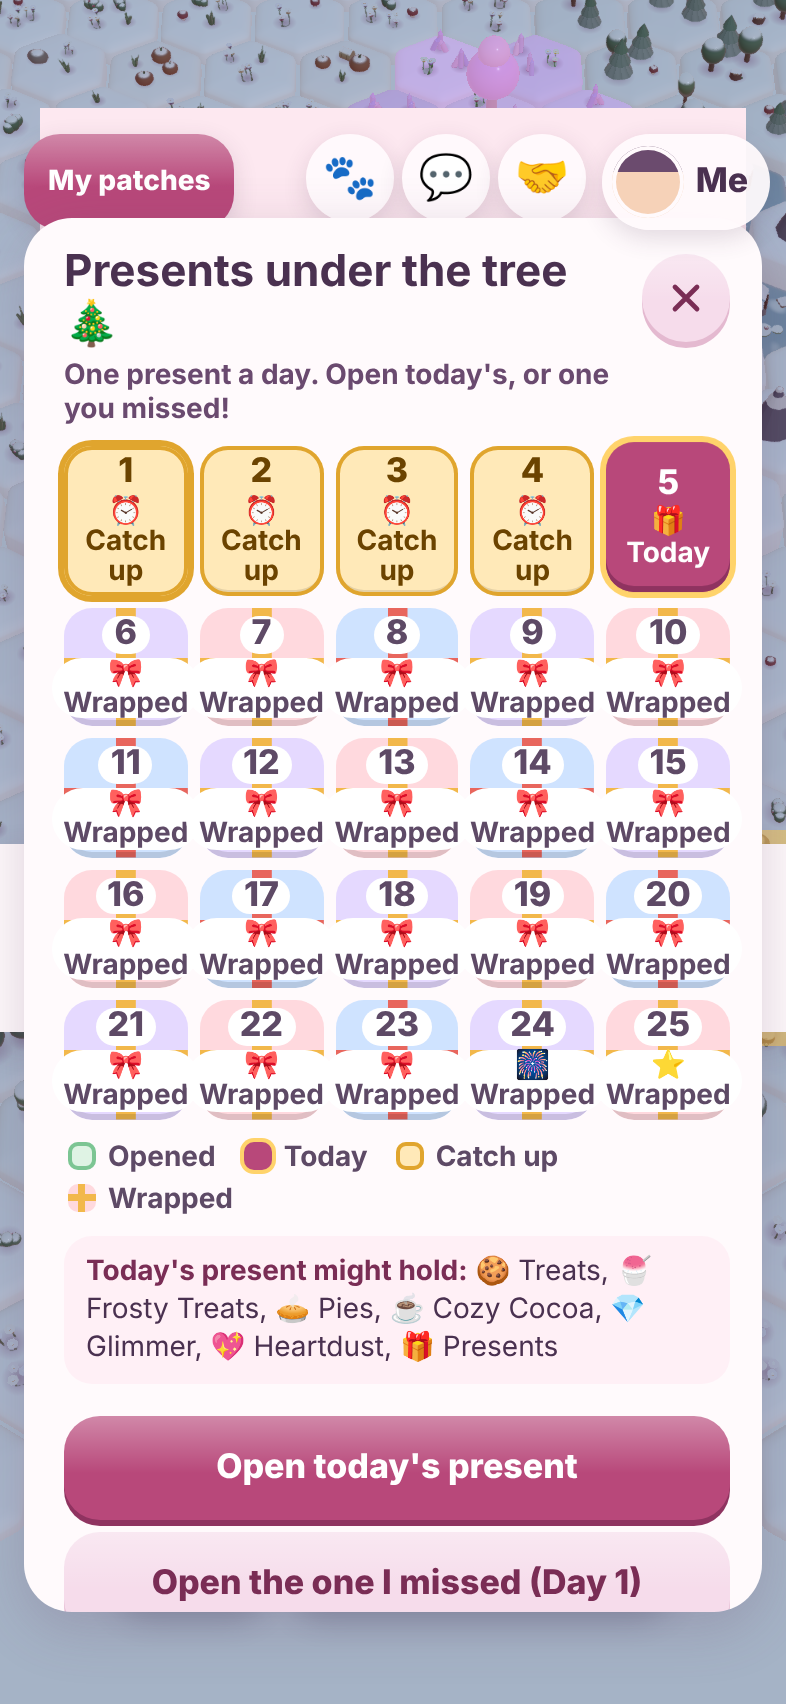 My patches
Me
Presents under the tree
🎄
One present a day. Open today's, or one
you missed!
1 2 3 4 5
⏰ ⏰ ⏰ ⏰ 🎁
Catch up Catch up Catch up Catch up Today
6 7 8 9 10
🎀 🎀 🎀 🎀 🎀
Wrapped Wrapped Wrapped Wrapped Wrapped
11 12 13 14 15
🎀 🎀 🎀 🎀 🎀
Wrapped Wrapped Wrapped Wrapped Wrapped
16 17 18 19 20
🎀 🎀 🎀 🎀 🎀
Wrapped Wrapped Wrapped Wrapped Wrapped
21 22 23 24 25
🎀 🎀 🎀 🎆 ⭐
Wrapped Wrapped Wrapped Wrapped Wrapped
Opened Today Catch up
Wrapped
Today's present might hold: 🍪 Treats, 🍧
Frosty Treats, 🥧 Pies, ☕ Cozy Cocoa, 💎
Glimmer, 💖 Heartdust, 🎁 Presents
Open today's present
Open the one I missed (Day 1)